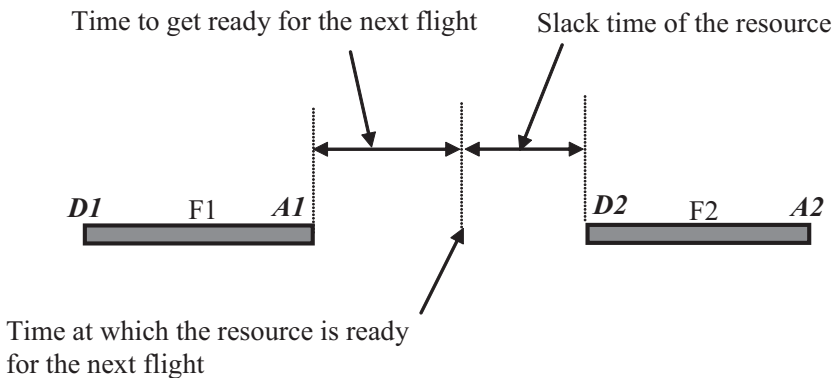 Time to get ready for the next flight
Slack time of the resource
D1 F1 A1
D2 F2 A2
Time at which the resource is ready
for the next flight